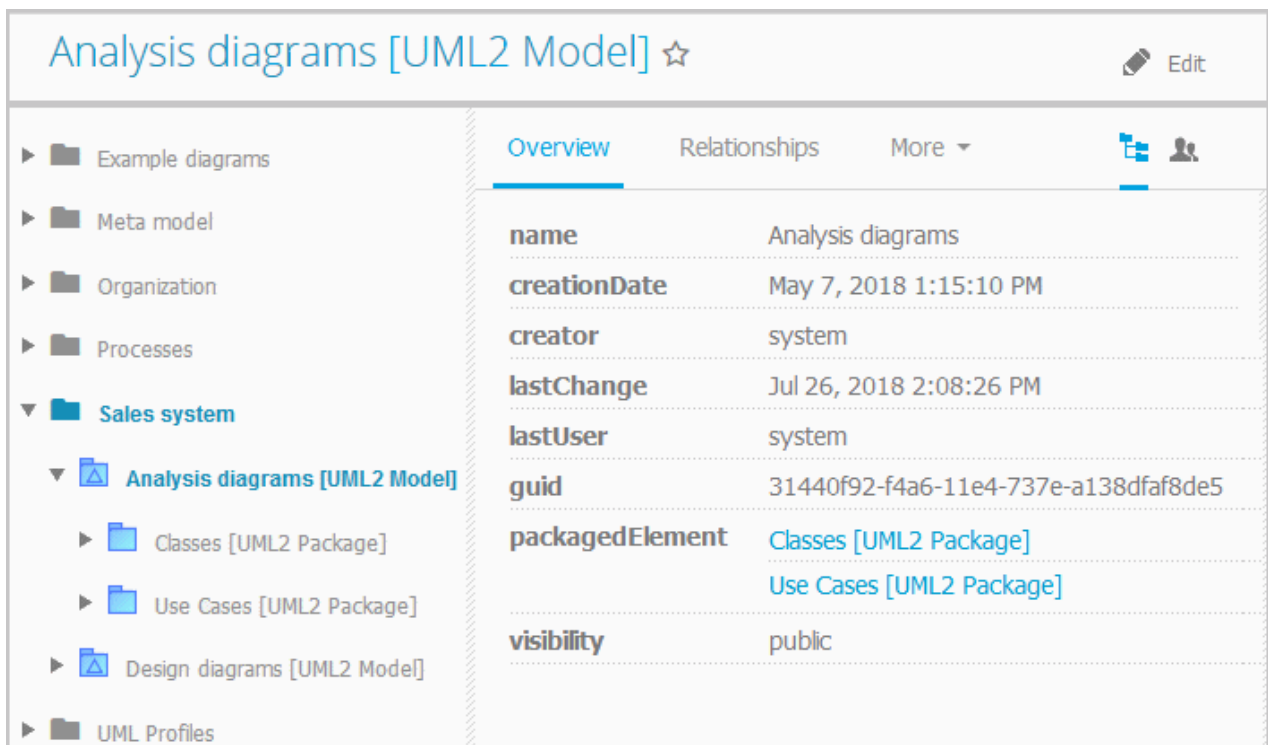 Analysis diagrams [UML2 Model]
Edit
Example diagrams
Meta model
Organization
Processes
Sales system
Analysis diagrams [UML2 Model]
Classes [UML2 Package]
Use Cases [UML2 Package]
Design diagrams [UML2 Model]
UML Profiles
Overview Relationships More
name Analysis diagrams
creationDate May 7, 2018 1:15:10 PM
creator system
lastChange Jul 26, 2018 2:08:26 PM
lastUser system
guid 31440f92-f4a6-11e4-737e-a138dfaf8de5
packagedElement Classes [UML2 Package]
Use Cases [UML2 Package]
visibility public